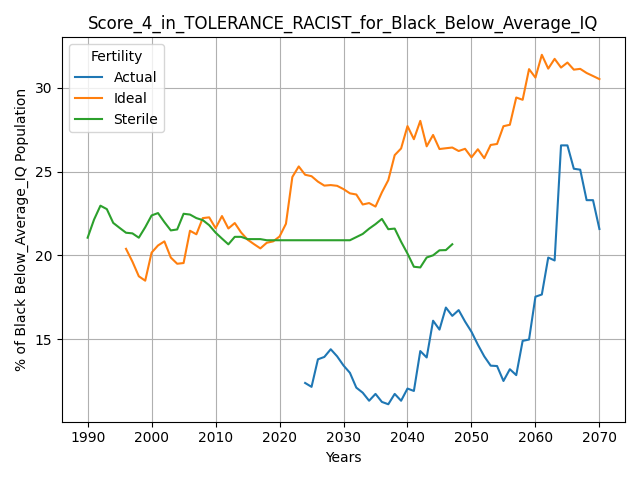 Score_4_in_TOLERANCE_RACIST_for_Black_Below_Average_IQ
Fertility
Actual
Ideal
Sterile
% of Black Below_Average_IQ Population
30
25
20
15
1990 2000 2010 2020 2030 2040 2050 2060 2070
Years